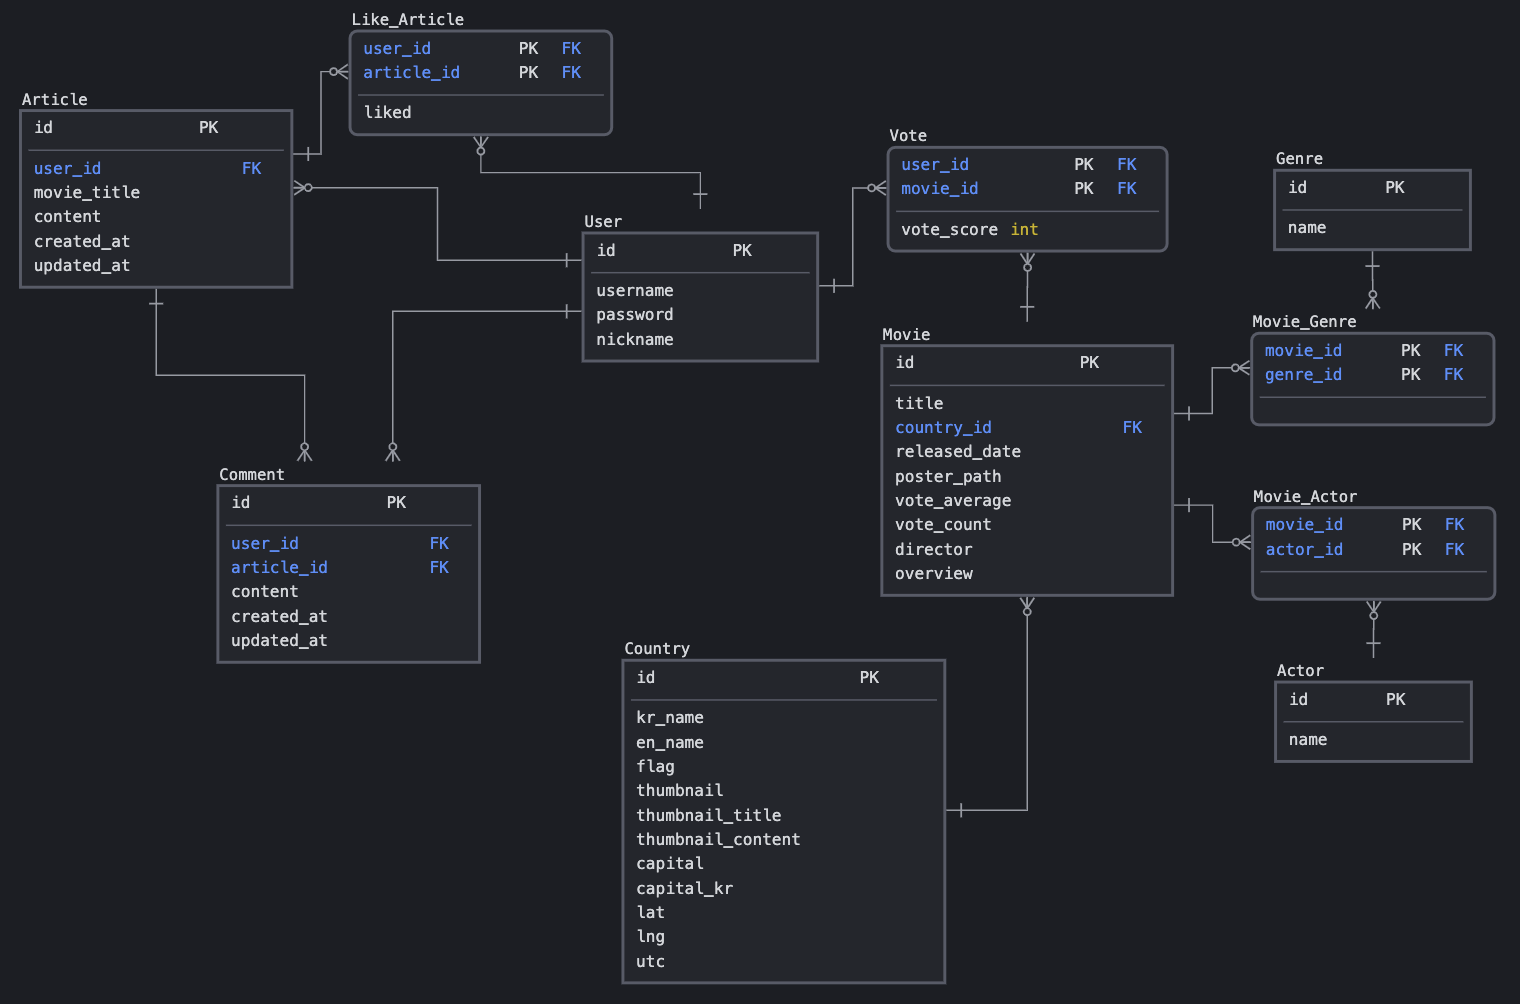 Like_Article
user_id PK FK
article_id PK FK
liked
Article
id PK
user_id FK
movie_title
content
created_at
updated_at
User
id PK
username
password
nickname
Vote
user_id PK FK
movie_id PK FK
vote_score int
Genre
id PK
name
Movie_Genre
movie_id PK FK
genre_id PK FK
Movie
id PK
title
country_id FK
released_date
poster_path
vote_average
vote_count
director
overview
Movie_Actor
movie_id PK FK
actor_id PK FK
Comment
id PK
user_id FK
article_id FK
content
created_at
updated_at
Country
id PK
kr_name
en_name
flag
thumbnail
thumbnail_title
thumbnail_content
capital
capital_kr
lat
lng
utc
Actor
id PK
name